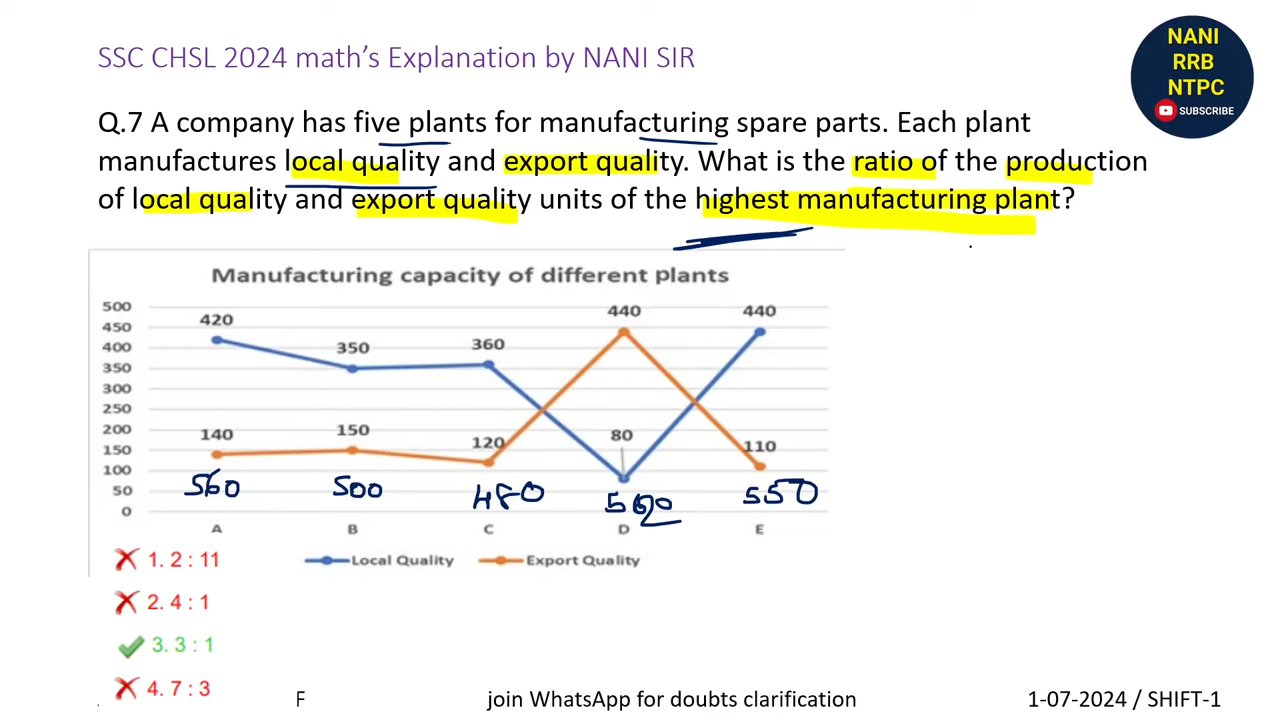 SSC CHSL 2024 math's Explanation by NANI SIR
NANI
RRB
NTPC
SUBSCRIBE
Q.7 A company has five plants for manufacturing spare parts. Each plant
manufactures local quality and export quality. What is the ratio of the production
of local quality and export quality units of the highest manufacturing plant?
Manufacturing capacity of different plants
500
450
400
350
300
250
200
150
100
50
0
420 350 360 440 440
140 150 120 80 110
560 500 480 550
A B C D E
Local Quality Export Quality
1. 2 : 11
2. 4 : 1
3. 3 : 1
4. 7 : 3
F
join WhatsApp for doubts clarification
1-07-2024 / SHIFT-1